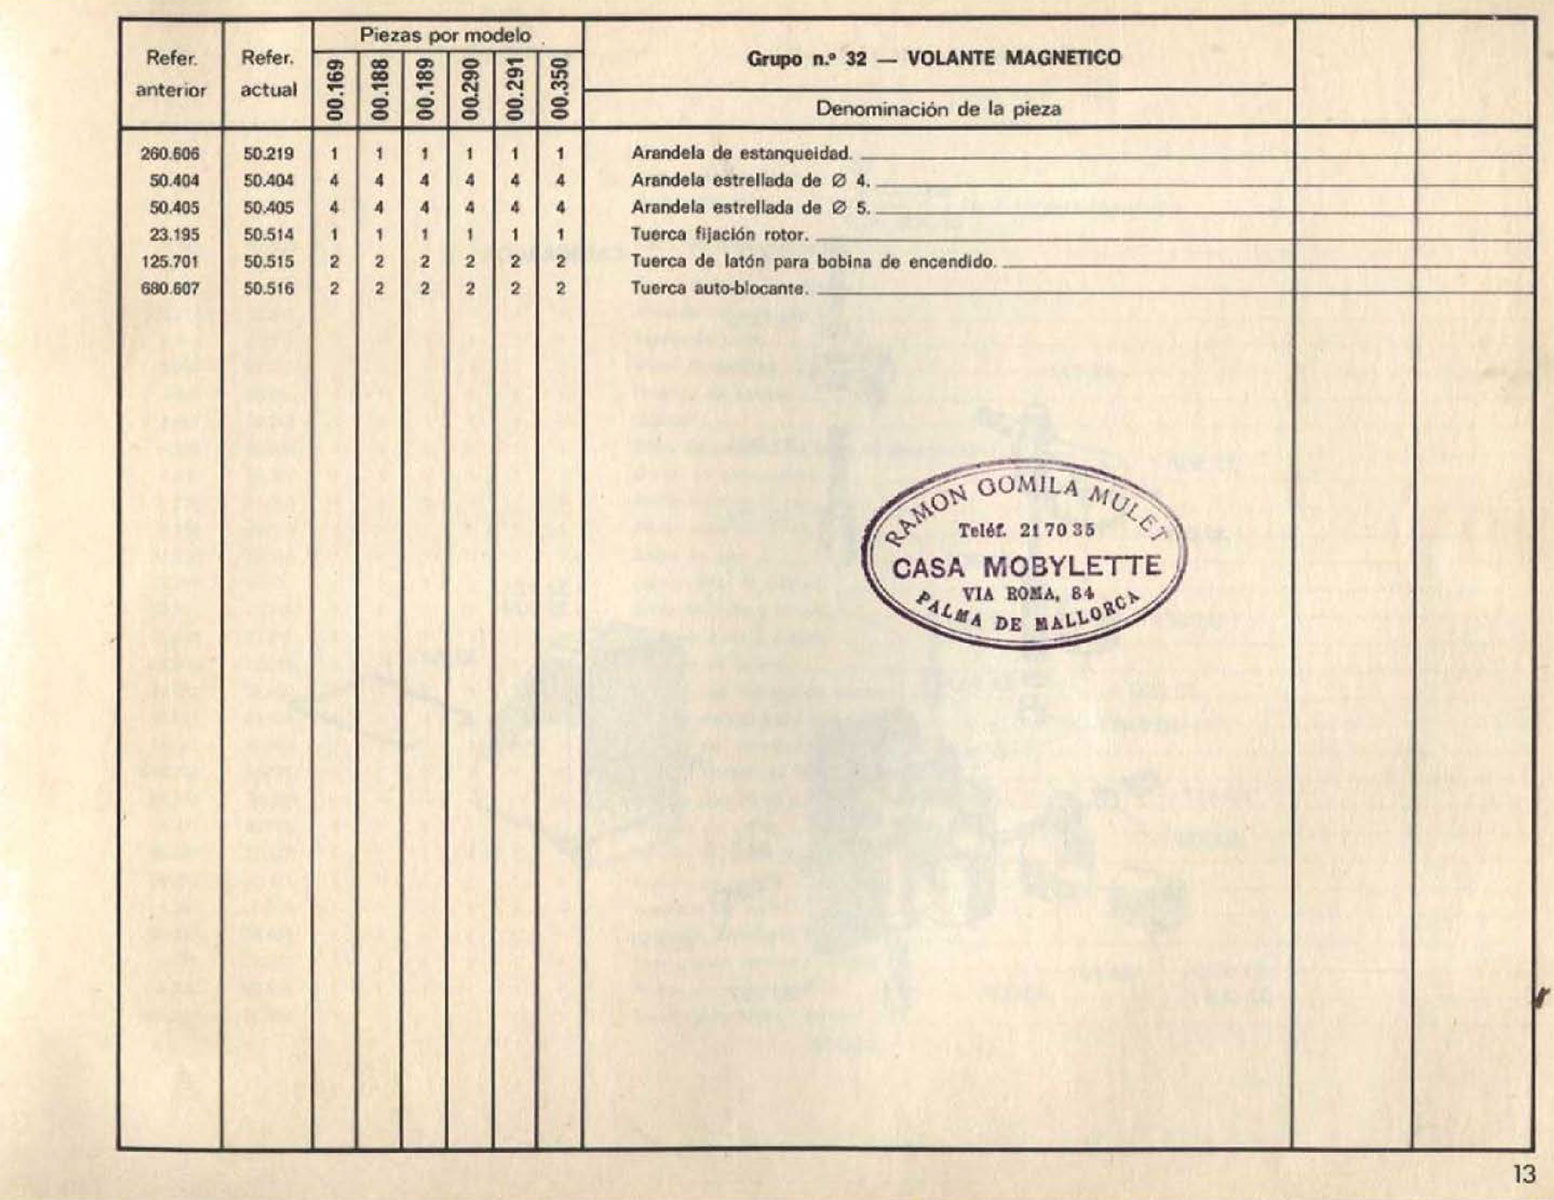 Refer. anterior
Refer. actual
Piezas por modelo
00.169 00.188 00.189 00.290 00.291 00.350
Grupo n.º 32 — VOLANTE MAGNETICO
Denominación de la pieza
260.606 50.219 1 1 1 1 1 1 Arandela de estanqueidad.
50.404 50.404 4 4 4 4 4 4 Arandela estrellada de Ø 4.
50.405 50.405 4 4 4 4 4 4 Arandela estrellada de Ø 5.
23.195 50.514 1 1 1 1 1 1 Tuerca fijación rotor.
125.701 50.515 2 2 2 2 2 2 Tuerca de latón para bobina de encendido.
680.607 50.516 2 2 2 2 2 2 Tuerca auto-blocante.
RAMON GOMILA MULET
Teléf. 21 70 35
CASA MOBYLETTE
VIA ROMA, 84
PALMA DE MALLORCA
13